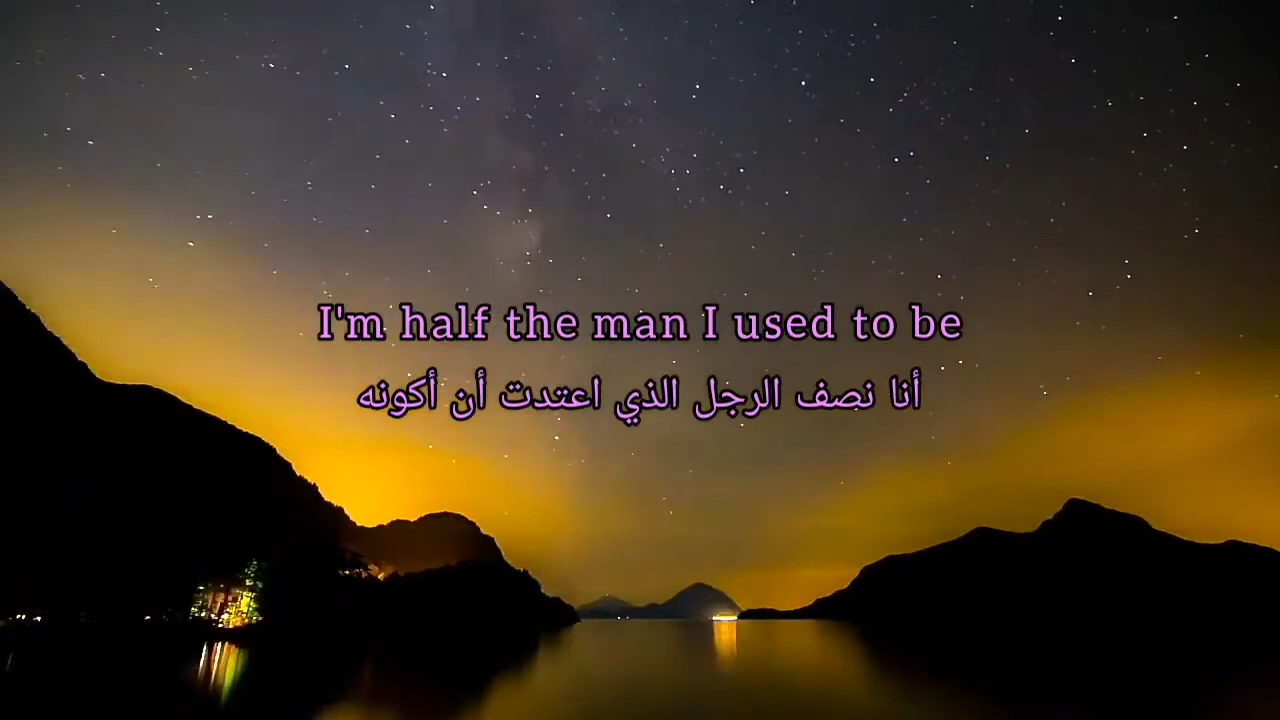 I'm half the man I used to be
أنا نصف الرجل الذي اعتدت أن أكونه